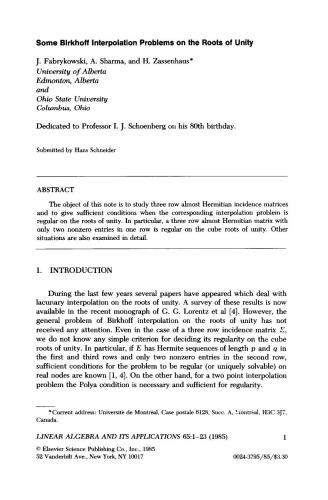 Some Birkhoff Interpolation Problems on the Roots of Unity
J. Fabrykowski, A. Sharma, and H. Zassenhaus*
University of Alberta
Edmonton, Alberta
and
Ohio State University
Columbus, Ohio
Dedicated to Professor I. J. Schoenberg on his 80th birthday.
Submitted by Hans Schneider
ABSTRACT
The object of this note is to study three row almost Hermitian incidence matrices
and to give sufficient conditions when the corresponding interpolation problem is
regular on the roots of unity. In particular, a three row almost Hermitian matrix with
only two nonzero entries in one row is regular on the cube roots of unity. Other
situations are also examined in detail.
1. INTRODUCTION
During the last few years several papers have appeared which deal with
lacunary interpolation on the roots of unity. A survey of these results is now
available in the recent monograph of G. G. Lorentz et al [4]. However, the
general problem of Birkhoff interpolation on the roots of unity has not
received any attention. Even in the case of a three row incidence matrix E,
we do not know any simple criterion for deciding its regularity on the cube
roots of unity. In particular, if E has Hermite sequences of length p and q in
the first and third rows and only two nonzero entries in the second row,
sufficient conditions for the problem to be regular (or uniquely solvable) on
real nodes are known [1, 4]. On the other hand, for a two point interpolation
problem the Polya condition is necessary and sufficient for regularity.
*Current address: Université de Montréal, Case postale 6128, Succ. A, Montréal, H3C 3J7,
Canada.
LINEAR ALGEBRA AND ITS APPLICATIONS 65:1–23 (1985) 1
© Elsevier Science Publishing Co., Inc., 1985
52 Vanderbilt Ave., New York, NY 10017 0024-3795/85/$3.30